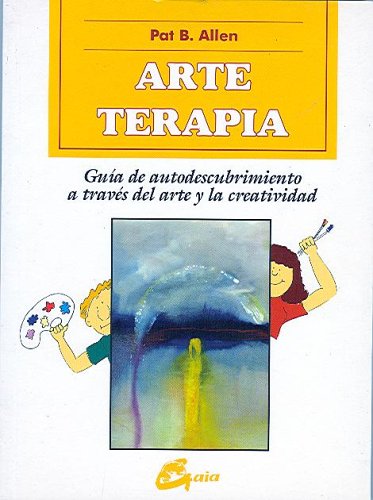 Pat B. Allen
ARTE
TERAPIA
Guía de autodescubrimiento
a través del arte y la creatividad
Gaia